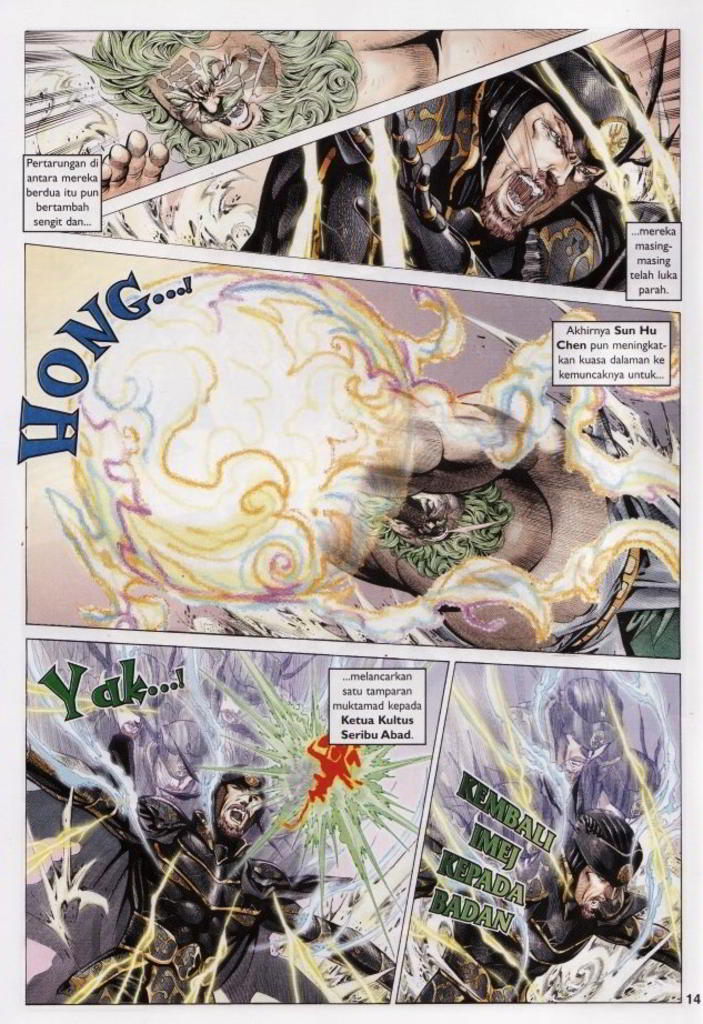 Pertarungan di
antara mereka
berdua itu pun
bertambah
sengit dan...
...mereka
masing-
masing
telah luka
parah.
HONG...!
Akhirnya Sun Hu
Chen pun meningkat-
kan kuasa dalaman ke
kemuncaknya untuk...
Yak...!
...melancarkan
satu tamparan
muktamad kepada
Ketua Kultus
Seribu Abad.
KEMBALI
IMEJ
KEPADA
BADAN
14